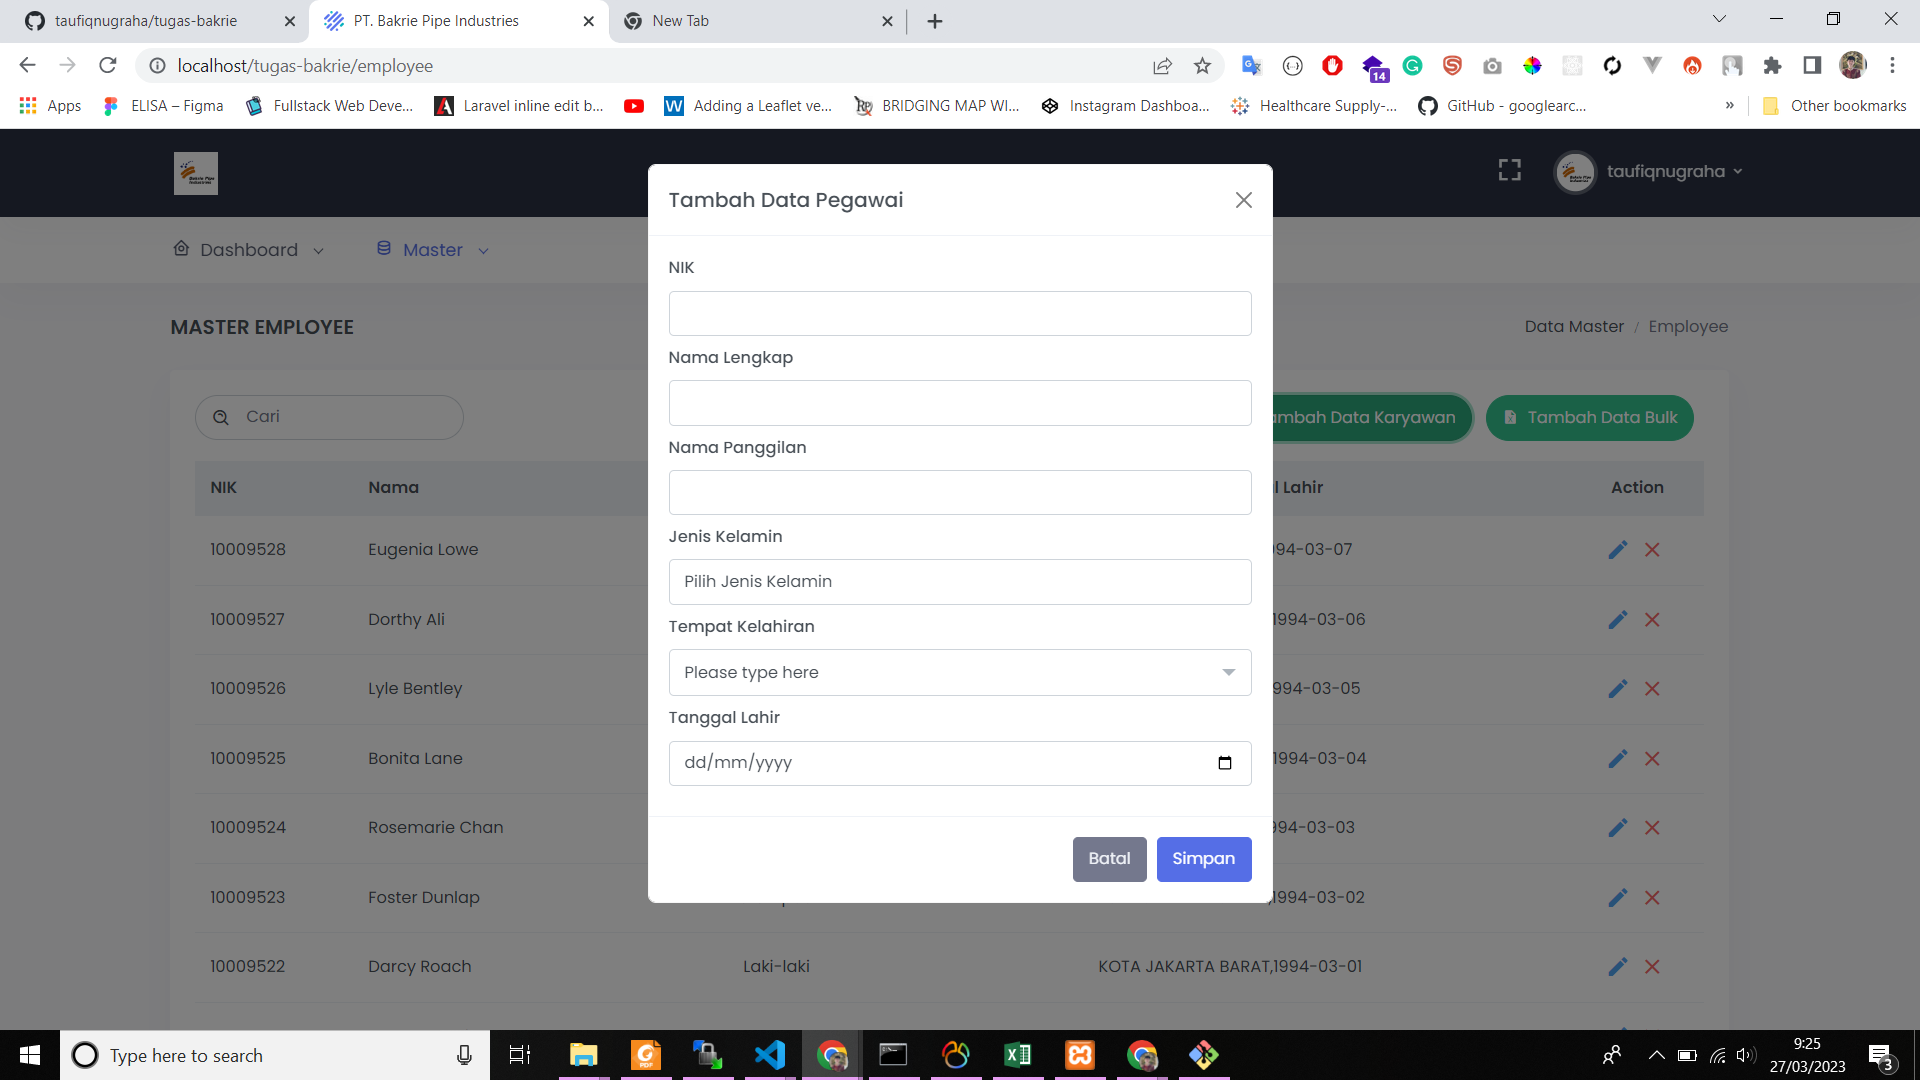 taufiqnugraha/tugas-bakrie
PT. Bakrie Pipe Industries
New Tab
localhost/tugas-bakrie/employee
14
Apps
ELISA – Figma
Fullstack Web Deve...
Laravel inline edit b...
Adding a Leaflet ve...
BRIDGING MAP WI...
Instagram Dashboa...
Healthcare Supply-...
GitHub - googlearc...
»
Other bookmarks
Bakrie Pipe Industries
taufiqnugraha
Dashboard
Master
MASTER EMPLOYEE
Data Master / Employee
Cari
ambah Data Karyawan
Tambah Data Bulk
NIK
Nama
l Lahir
Action
10009528
Eugenia Lowe
94-03-07
10009527
Dorthy Ali
1994-03-06
10009526
Lyle Bentley
994-03-05
10009525
Bonita Lane
1994-03-04
10009524
Rosemarie Chan
994-03-03
10009523
Foster Dunlap
,1994-03-02
10009522
Darcy Roach
Laki-laki
KOTA JAKARTA BARAT,1994-03-01
Tambah Data Pegawai
NIK
Nama Lengkap
Nama Panggilan
Jenis Kelamin
Pilih Jenis Kelamin
Tempat Kelahiran
Please type here
Tanggal Lahir
dd/mm/yyyy
Batal
Simpan
Type here to search
9:25
27/03/2023
3